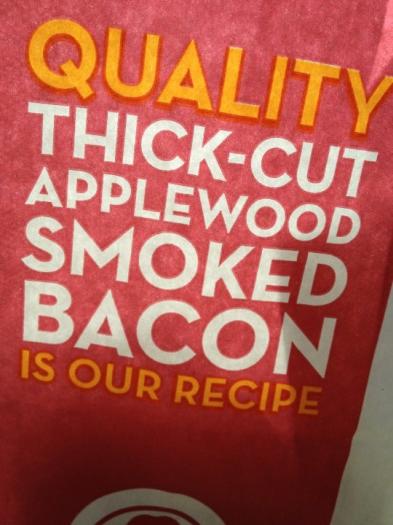 QUALITY
THICK-CUT
APPLEWOOD
SMOKED
BACON
IS OUR RECIPE